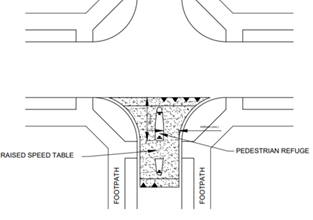 PEDESTRIAN REFUGE
RAISED SPEED TABLE
FOOTPATH
FOOTPATH